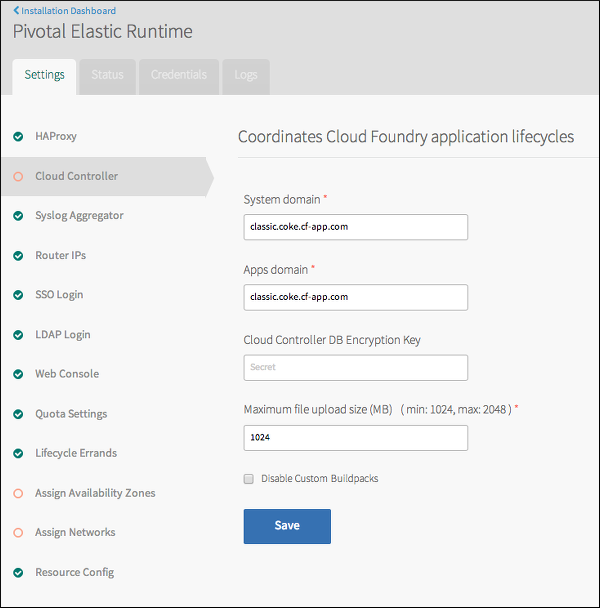 Installation Dashboard
Pivotal Elastic Runtime
Settings
Status
Credentials
Logs
HAProxy
Cloud Controller
Syslog Aggregator
Router IPs
SSO Login
LDAP Login
Web Console
Quota Settings
Lifecycle Errands
Assign Availability Zones
Assign Networks
Resource Config
Coordinates Cloud Foundry application lifecycles
System domain *
classic.coke.cf-app.com
Apps domain *
classic.coke.cf-app.com
Cloud Controller DB Encryption Key
Secret
Maximum file upload size (MB) ( min: 1024, max: 2048 ) *
1024
Disable Custom Buildpacks
Save